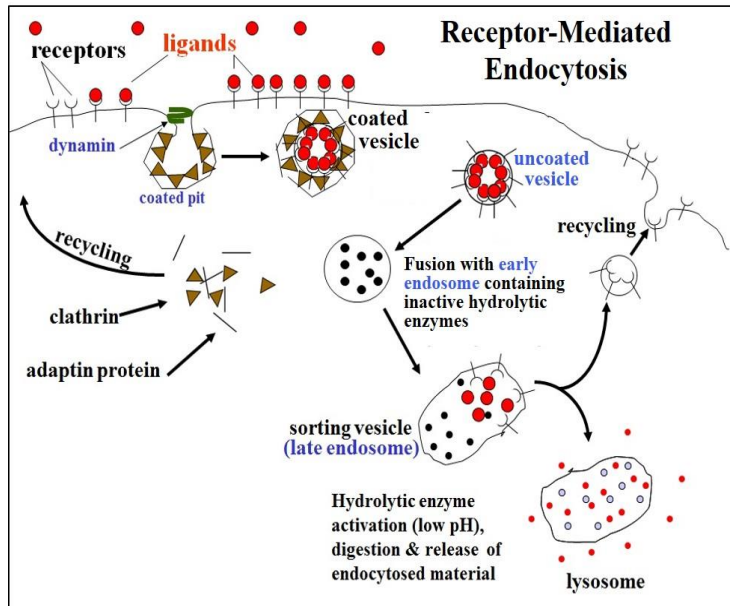 Receptor-Mediated
Endocytosis
receptors
ligands
dynamin
coated pit
coated
vesicle
uncoated
vesicle
recycling
recycling
clathrin
adaptin protein
Fusion with early
endosome containing
inactive hydrolytic
enzymes
sorting vesicle
(late endosome)
Hydrolytic enzyme
activation (low pH),
digestion & release of
endocytosed material
lysosome